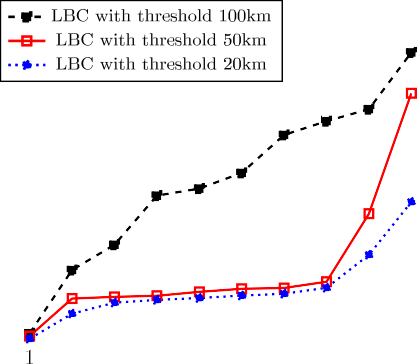 LBC with threshold 100km
LBC with threshold 50km
LBC with threshold 20km
1